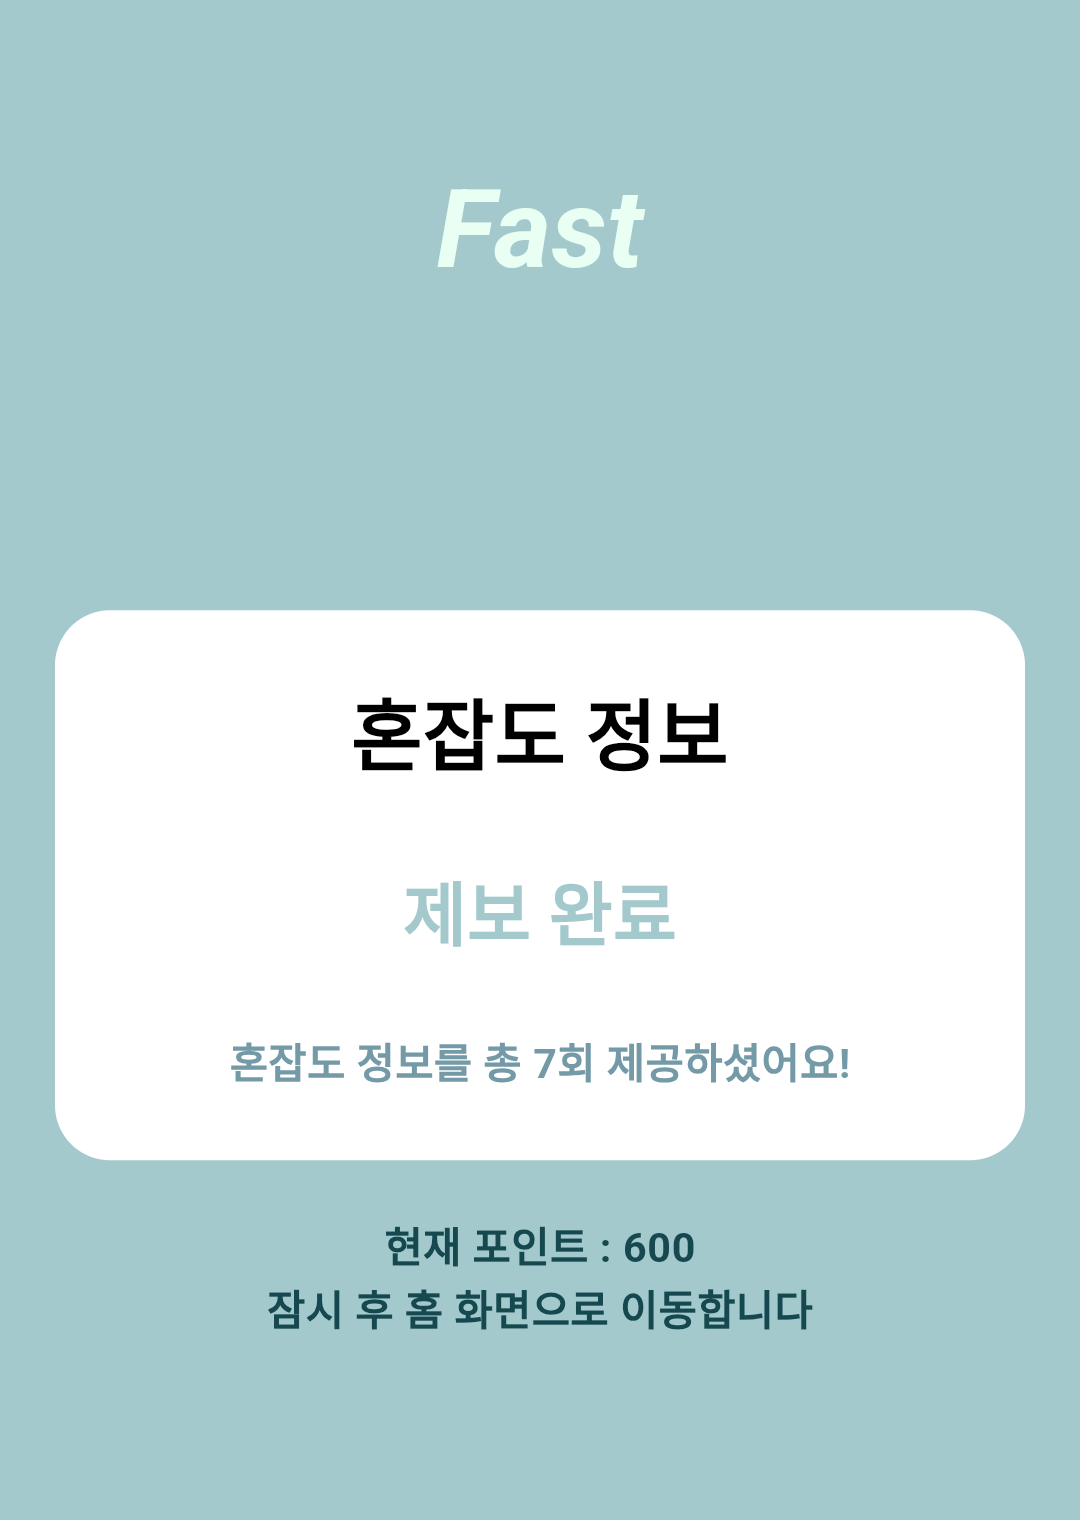 Fast
혼잡도 정보
제보 완료
혼잡도 정보를 총 7회 제공하셨어요!
현재 포인트 : 600
잠시 후 홈 화면으로 이동합니다